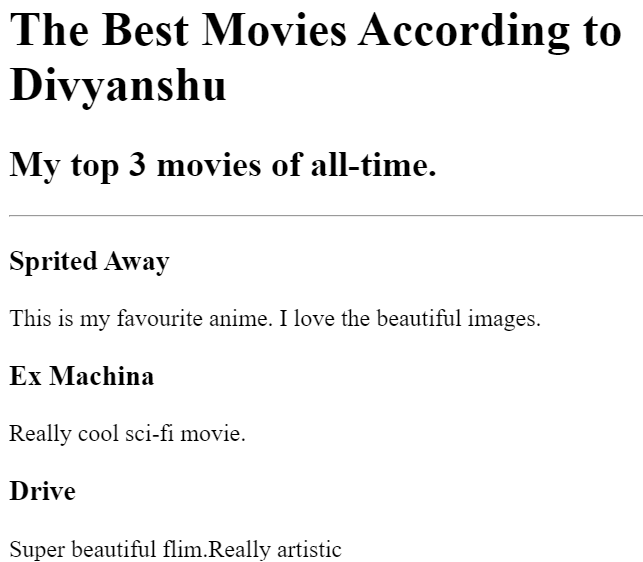 The Best Movies According to
Divyanshu
My top 3 movies of all-time.
Sprited Away
This is my favourite anime. I love the beautiful images.
Ex Machina
Really cool sci-fi movie.
Drive
Super beautiful flim.Really artistic